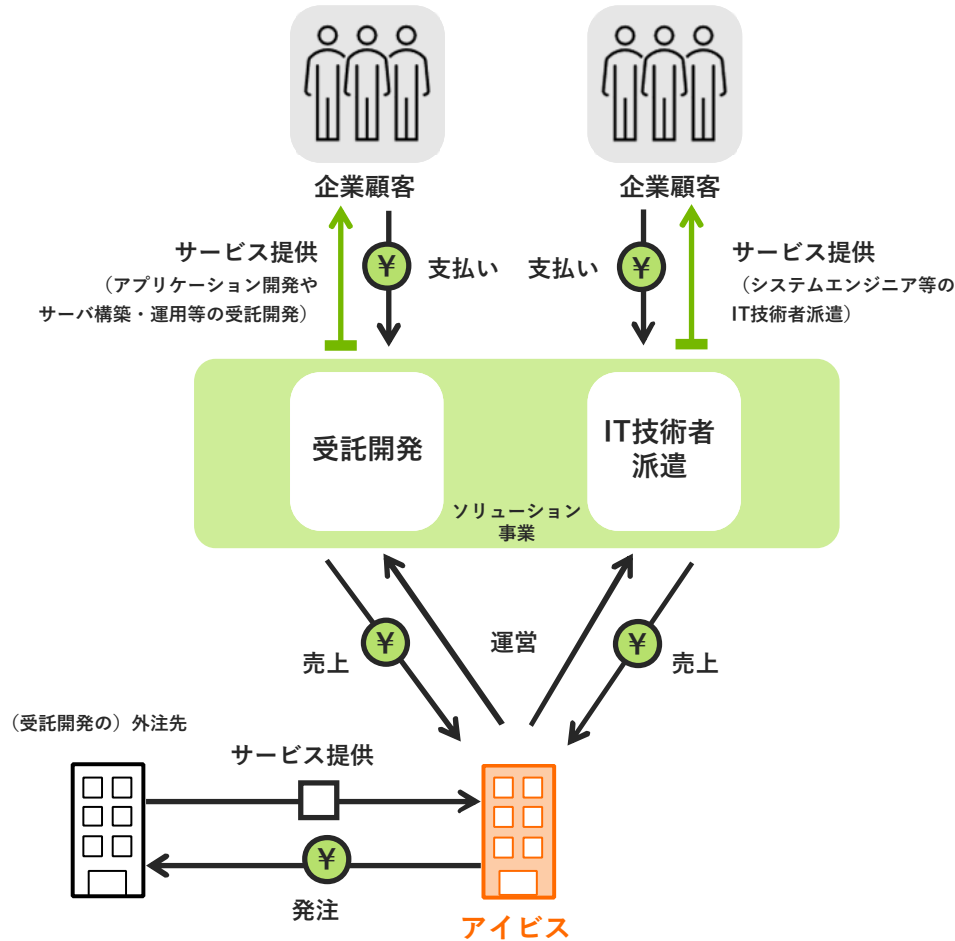 企業顧客
企業顧客
サービス提供
（アプリケーション開発や
サーバ構築・運用等の受託開発）
¥
支払い
支払い
¥
サービス提供
（システムエンジニア等の
IT技術者派遣）
受託開発
IT技術者
派遣
ソリューション
事業
¥
売上
運営
¥
売上
（受託開発の）外注先
サービス提供
¥
発注
アイビス